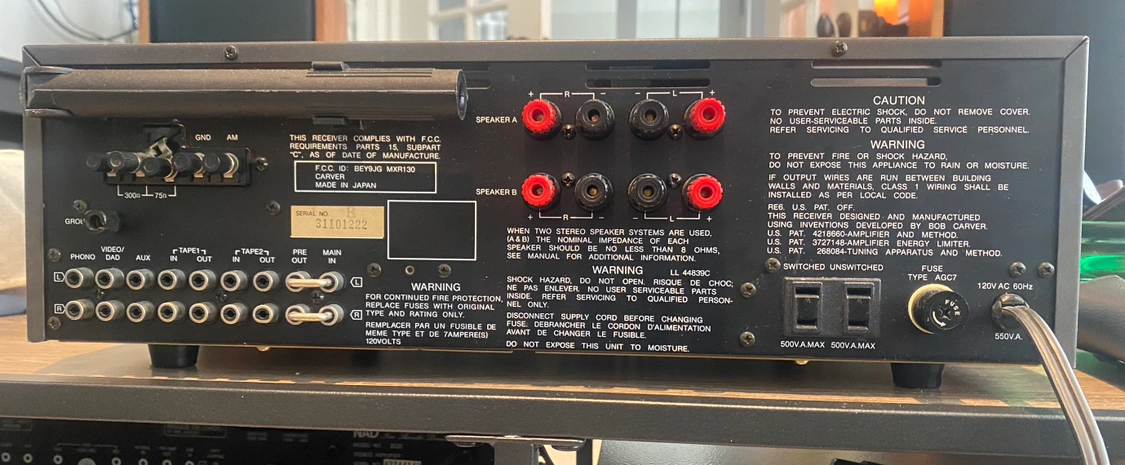 GND AM
300Ω 75Ω
THIS RECEIVER COMPLIES WITH F.C.C.
REQUIREMENTS PARTS 15, SUBPART
"C", AS OF DATE OF MANUFACTURE.
F.C.C. ID: BEY9JG MXR130
CARVER
MADE IN JAPAN
SERIAL NO.
31101222
PHONO
VIDEO/
DAD
AUX
TAPE1
IN OUT
TAPE2
IN OUT
PRE
OUT
MAIN
IN
L
L
R
R
WARNING
FOR CONTINUED FIRE PROTECTION,
REPLACE FUSES WITH ORIGINAL
TYPE AND RATING ONLY.
REMPLACER PAR UN FUSIBLE DE
MEME TYPE ET DE 7AMPERE(S)
120VOLTS
+ R - - L +
SPEAKER A
SPEAKER B
+ R - - L +
WHEN TWO STEREO SPEAKER SYSTEMS ARE USED,
(A & B) THE NOMINAL IMPEDANCE OF EACH
SPEAKER SHOULD BE NO LESS THAN 8 OHMS,
SEE MANUAL FOR ADDITIONAL INFORMATION.
WARNING LL 44839C
SHOCK HAZARD, DO NOT OPEN. RISQUE DE CHOC;
NE PAS ENLEVER. NO USER SERVICEABLE PARTS
INSIDE. REFER SERVICING TO QUALIFIED PERSON-
NEL ONLY.
DISCONNECT SUPPLY CORD BEFORE CHANGING
FUSE. DEBRANCHER LE CORDON D'ALIMENTATION
AVANT DE CHANGER LE FUSIBLE.
DO NOT EXPOSE THIS UNIT TO MOISTURE.
CAUTION
TO PREVENT ELECTRIC SHOCK, DO NOT REMOVE COVER.
NO USER-SERVICEABLE PARTS INSIDE.
REFER SERVICING TO QUALIFIED SERVICE PERSONNEL.
WARNING
TO PREVENT FIRE OR SHOCK HAZARD,
DO NOT EXPOSE THIS APPLIANCE TO RAIN OR MOISTURE.
IF OUTPUT WIRES ARE RUN BETWEEN BUILDING
WALLS AND MATERIALS, CLASS 1 WIRING SHALL BE
INSTALLED AS PER LOCAL CODE.
REG. U.S. PAT. OFF.
THIS RECEIVER DESIGNED AND MANUFACTURED
USING INVENTIONS DEVELOPED BY BOB CARVER.
U.S. PAT. 4218660-AMPLIFIER AND METHOD.
U.S. PAT. 3727148-AMPLIFIER ENERGY LIMITER.
U.S. PAT. 268084-TUNING APPARATUS AND METHOD.
SWITCHED UNSWITCHED
500V.A.MAX 500V.A.MAX
FUSE
TYPE AGC7
FUSE
120V AC 60Hz
550V.A.
NAD